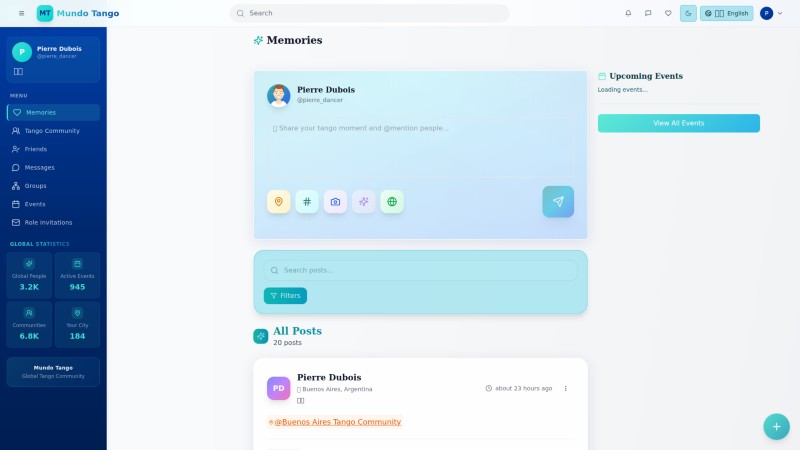 MT Mundo Tango
Search
English
P
P
Pierre Dubois
@pierre_dancer
MENU
Memories
Tango Community
Friends
Messages
Groups
Events
Role Invitations
GLOBAL STATISTICS
Global People
3.2K
Active Events
945
Communities
6.8K
Your City
184
Mundo Tango
Global Tango Community
Memories
Pierre Dubois
@pierre_dancer
Share your tango moment and @mention people...
#
Search posts...
Filters
All Posts
20 posts
PD
Pierre Dubois
Buenos Aires, Argentina
about 23 hours ago
@Buenos Aires Tango Community
Upcoming Events
Loading events...
View All Events